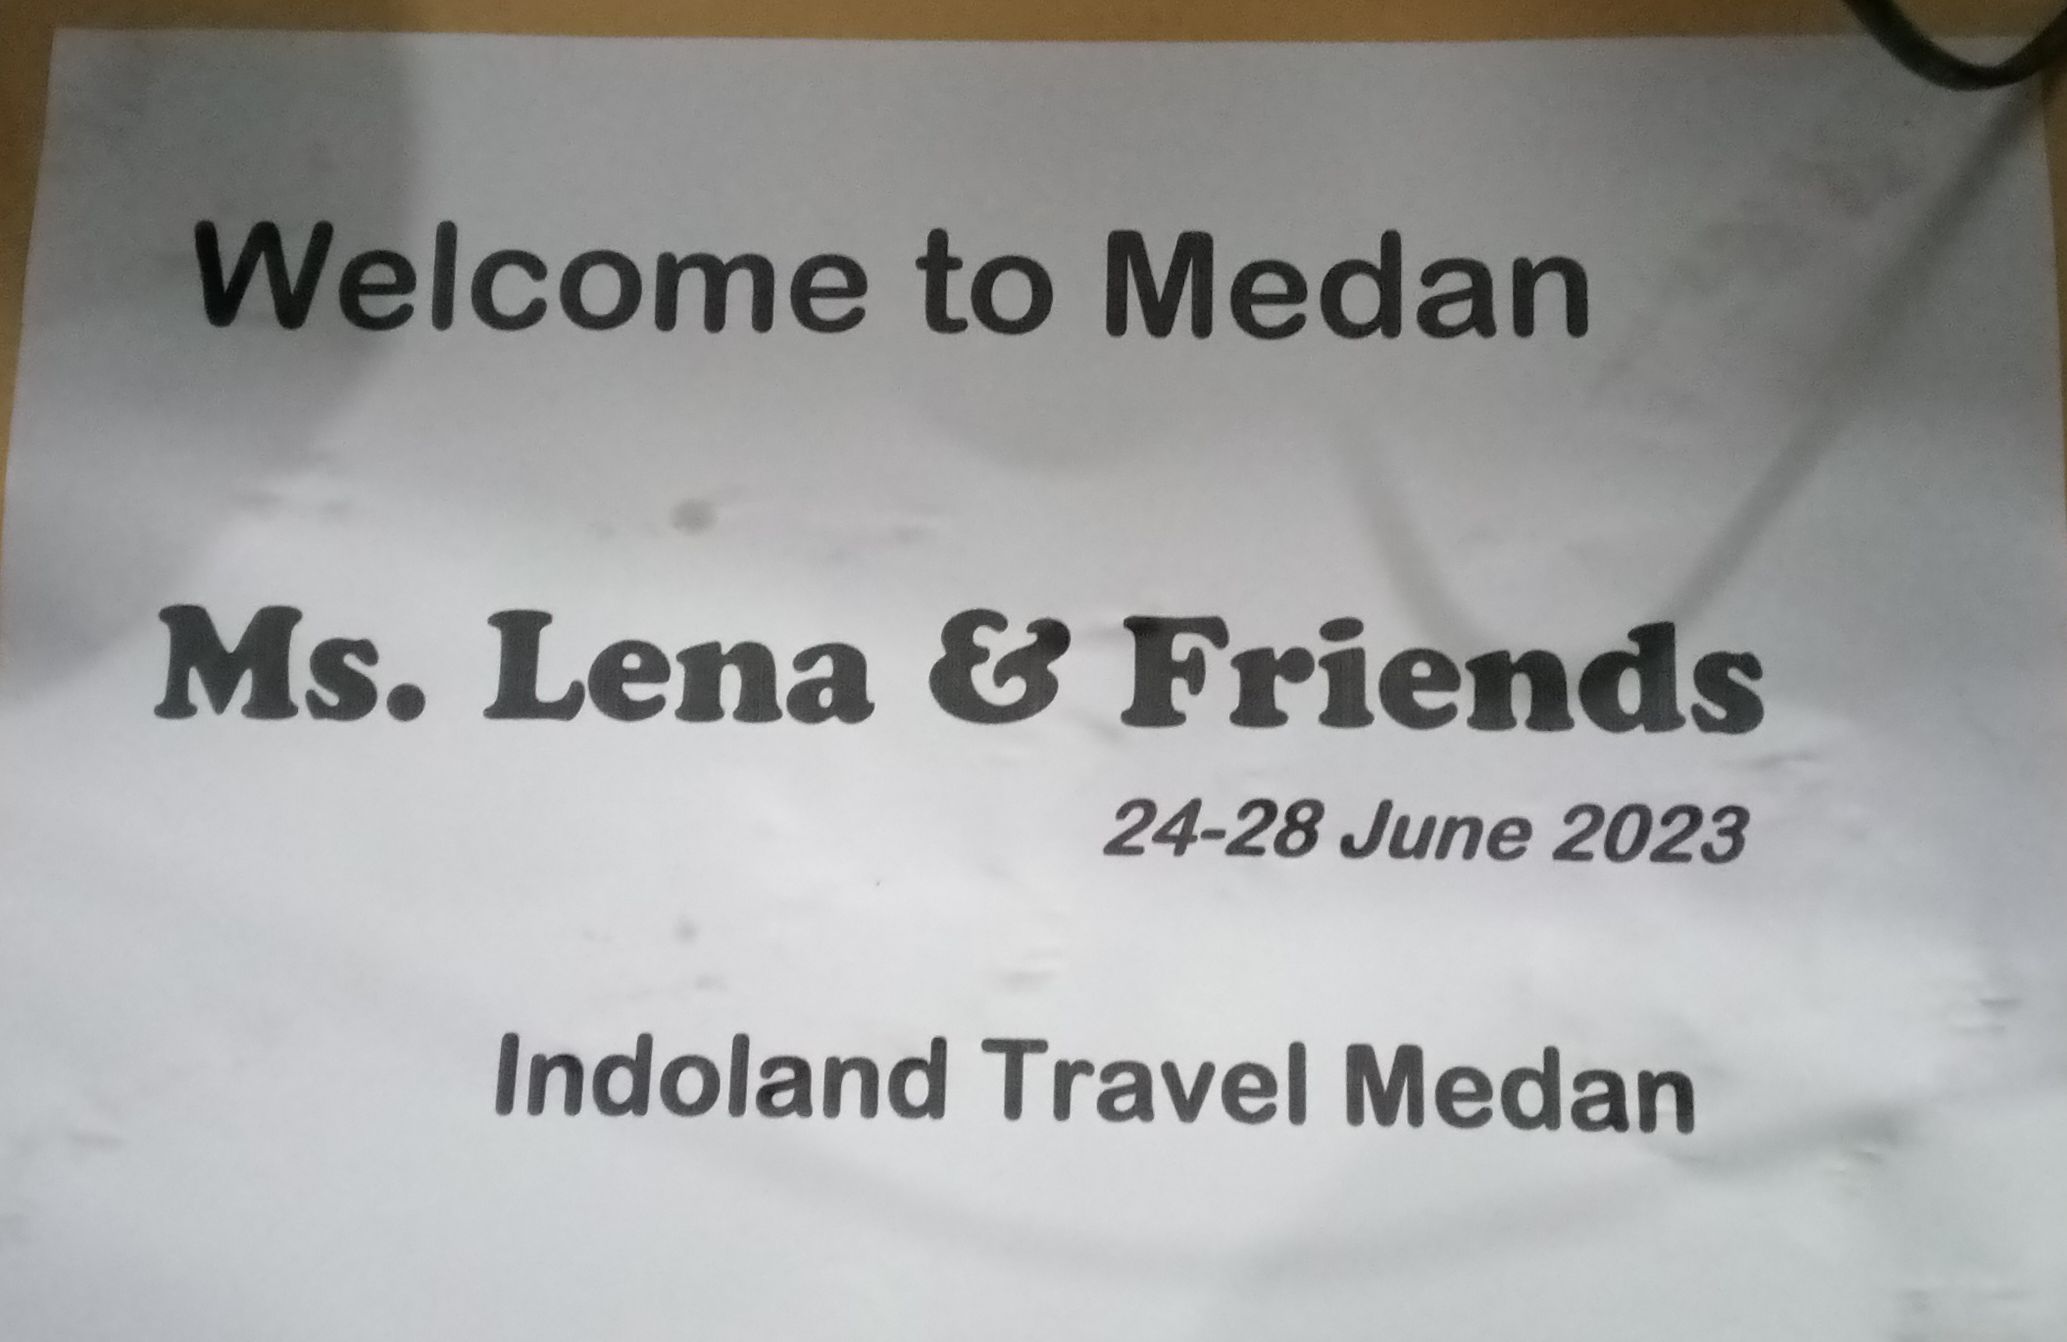 Welcome to Medan
Ms. Lena & Friends
24-28 June 2023
Indoland Travel Medan